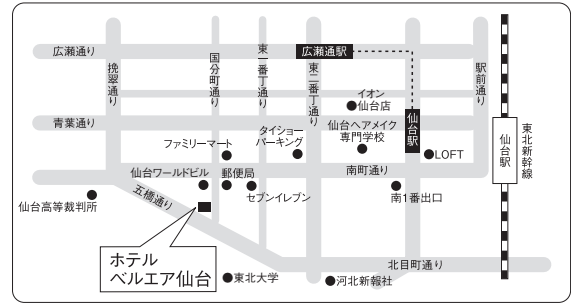 広瀬通り
挽翠通り
国分町通り
東一番丁通り
広瀬通駅
東二番丁通り
駅前通り
イオン
仙台店
青葉通り
ファミリーマート
タイショー
パーキング
仙台ヘアメイク
専門学校
仙台駅
LOFT
仙台駅
東北新幹線
仙台ワールドビル
郵便局
セブンイレブン
南町通り
南1番出口
仙台高等裁判所
五橋通り
ホテル
ベルエア仙台
東北大学
河北新報社
北目町通り